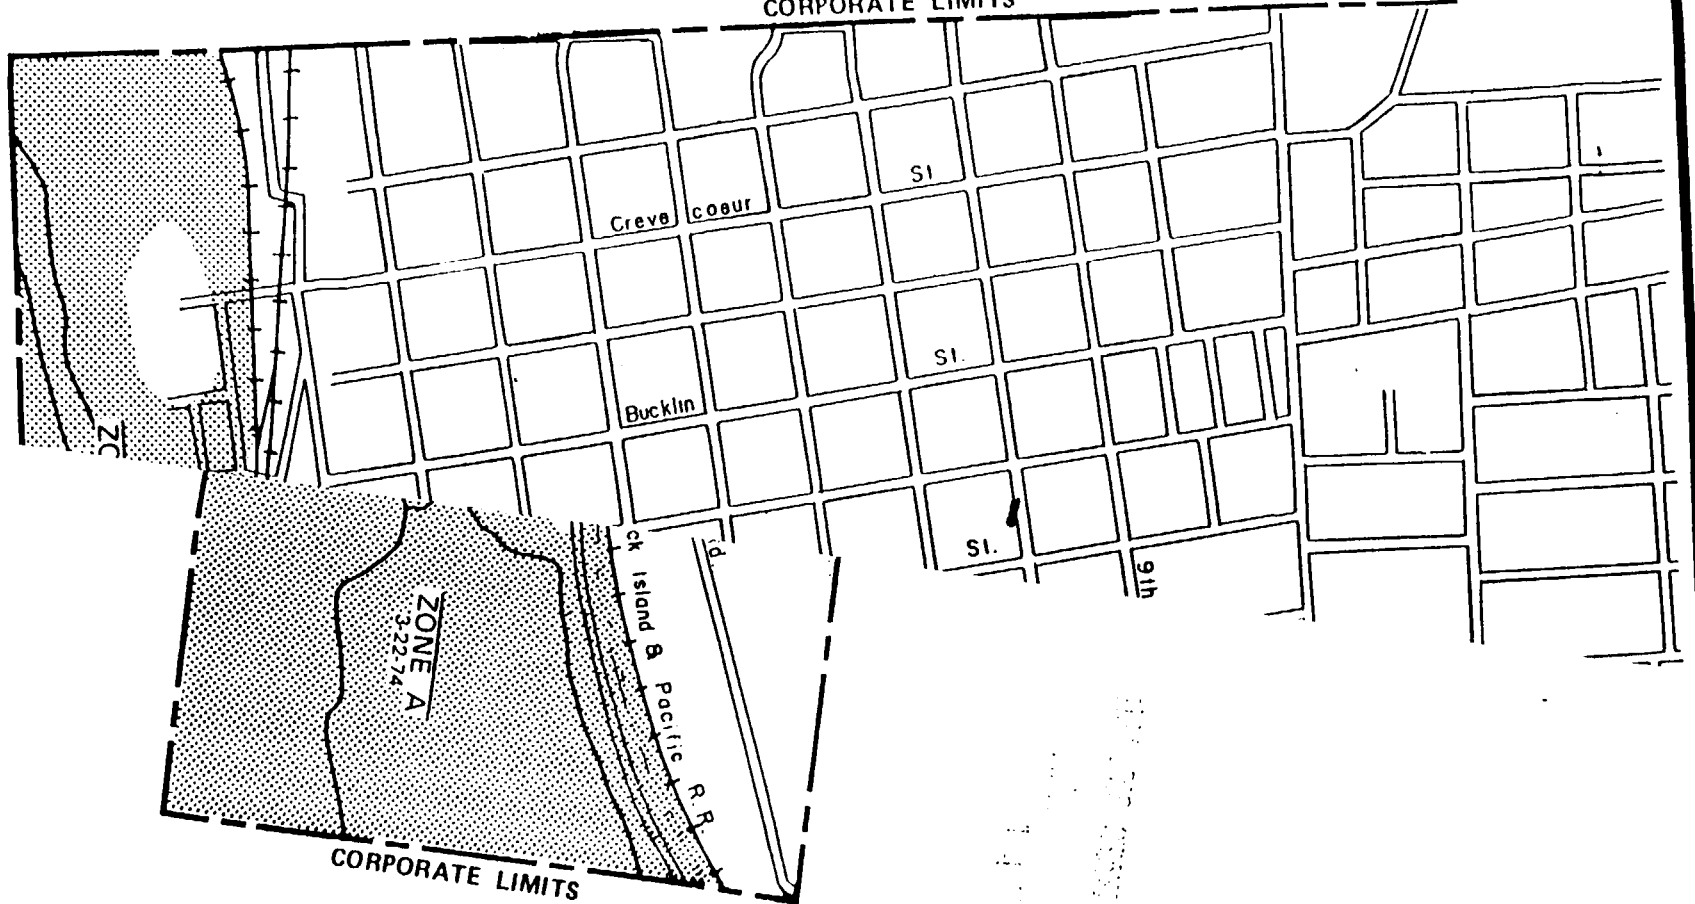 CORPORATE LIMITS
St
Creve coeur
St.
Bucklin
St.
9th
ZONE A
3-22-74
ck Island & Pacific R.R.
CORPORATE LIMITS